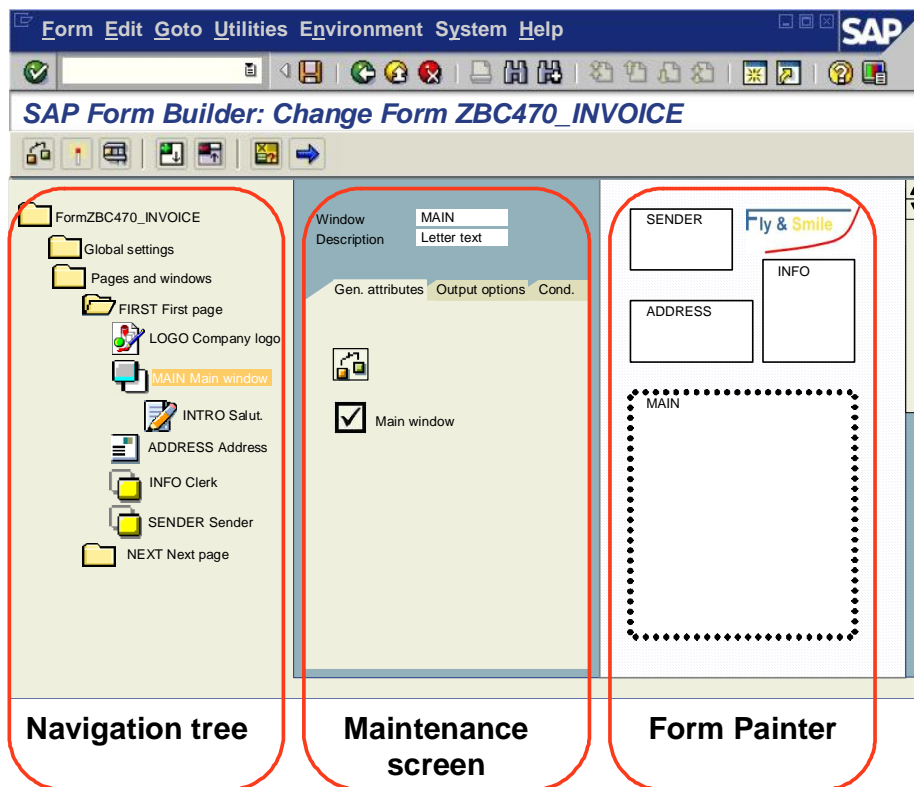 Form Edit Goto Utilities Environment System Help
SAP
SAP Form Builder: Change Form ZBC470_INVOICE
FormZBC470_INVOICE
Global settings
Pages and windows
FIRST First page
LOGO Company logo
MAIN Main window
INTRO Salut.
ADDRESS Address
INFO Clerk
SENDER Sender
NEXT Next page
Window MAIN
Description Letter text
Gen. attributes Output options Cond.
Main window
SENDER
Fly & Smile
INFO
ADDRESS
MAIN
Navigation tree
Maintenance
screen
Form Painter